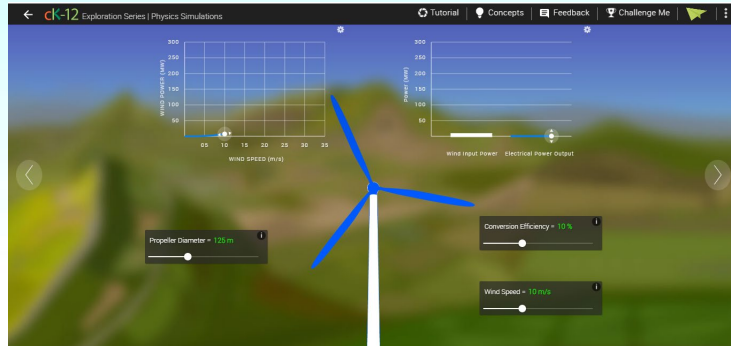 cK-12 Exploration Series | Physics Simulations
Tutorial
Concepts
Feedback
Challenge Me
300
250
200
150
100
50
WIND POWER (MW)
05 10 15 20 25 30 35
WIND SPEED (m/s)
300
250
200
150
100
50
Power (MW)
Wind Input Power
Electrical Power Output
Propeller Diameter = 125 m
i
Conversion Efficiency = 10 %
i
Wind Speed = 10 m/s
i